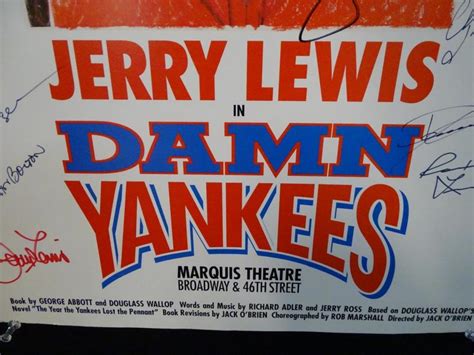 JERRY LEWIS
IN
DAMN
YANKEES
MARQUIS THEATRE
BROADWAY & 46TH STREET
Book by GEORGE ABBOTT and DOUGLASS WALLOP Words and Music by RICHARD ADLER and JERRY ROSS Based on DOUGLASS WALLOP's
Novel "The Year the Yankees Lost the Pennant" Book Revisions by JACK O'BRIEN Choreographed by ROB MARSHALL Directed by JACK O'BRIEN